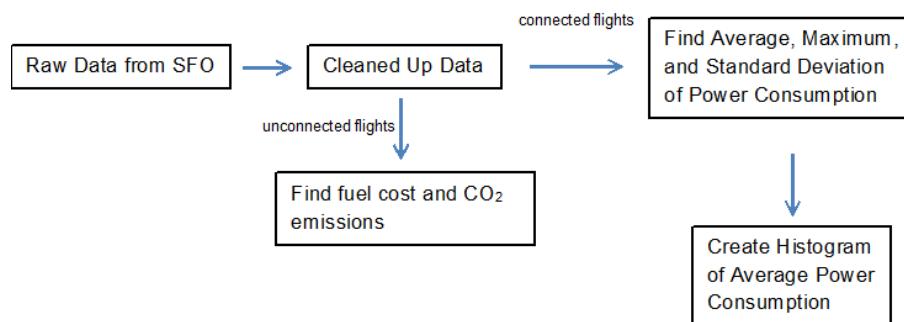 connected flights
Raw Data from SFO
Cleaned Up Data
Find Average, Maximum,
and Standard Deviation
of Power Consumption
unconnected flights
Find fuel cost and CO₂
emissions
Create Histogram
of Average Power
Consumption